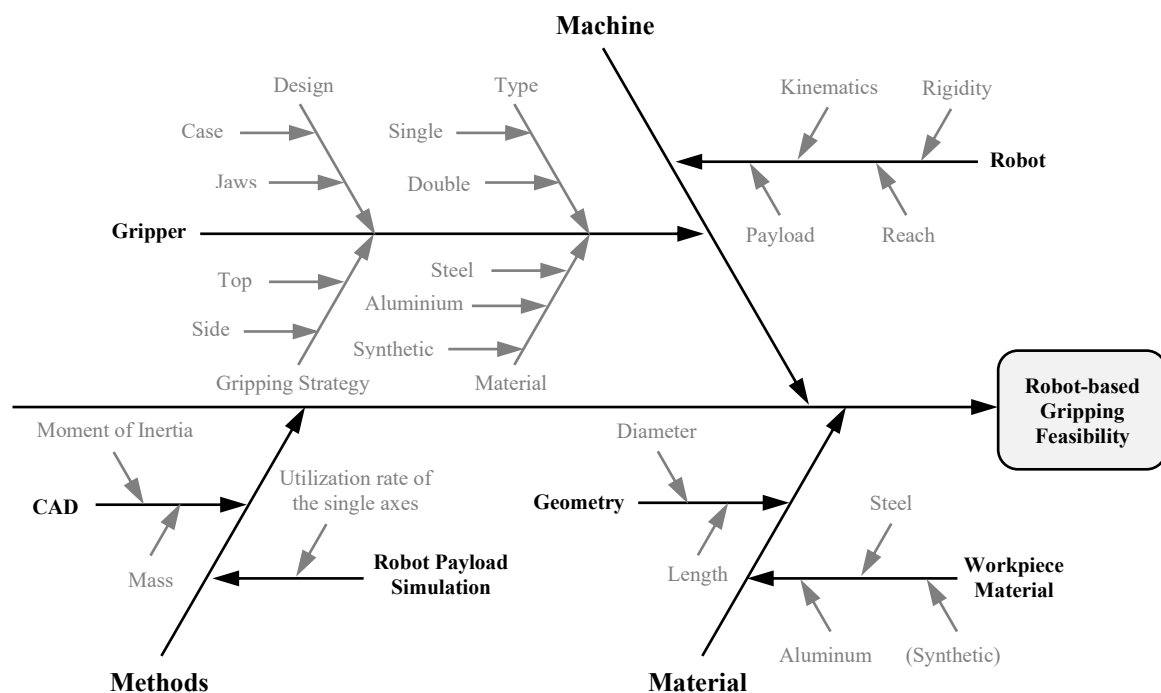 Machine
Design
Type
Kinematics
Rigidity
Case
Single
Robot
Jaws
Double
Gripper
Payload
Reach
Top
Steel
Aluminium
Side
Synthetic
Gripping Strategy
Material
Robot-based
Gripping
Feasibility
Moment of Inertia
Diameter
Utilization rate of
the single axes
CAD
Geometry
Steel
Mass
Robot Payload
Simulation
Length
Workpiece
Material
Aluminum
(Synthetic)
Methods
Material